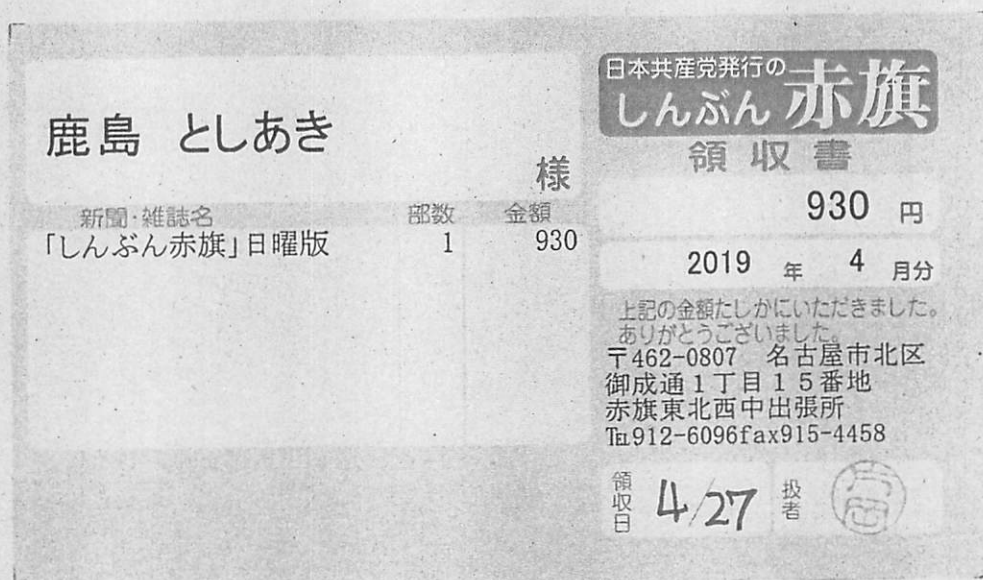 鹿島 としあき
様
新聞・雑誌名 部数 金額
「しんぶん赤旗」日曜版 1 930
日本共産党発行の
しんぶん赤旗
領収書
930 円
2019 年 4 月分
上記の金額たしかにいただきました。
ありがとうございました。
〒462-0807 名古屋市北区
御成通1丁目15番地
赤旗東北西中出張所
℡912-6096fax915-4458
領収日 4/27 扱者 片岡